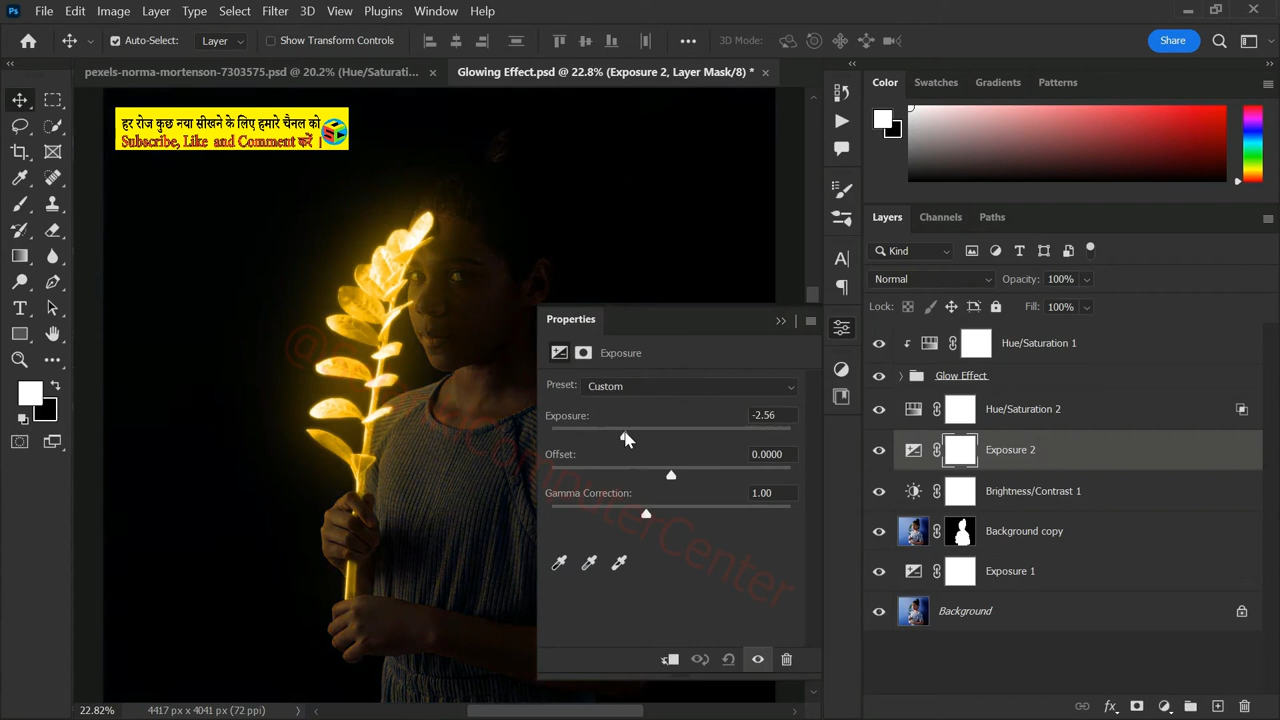 Ps File Edit Image Layer Type Select Filter 3D View Plugins Window Help
Auto-Select: Layer Show Transform Controls 3D Mode: Share
pexels-norma-mortenson-7303575.psd @ 20.2% (Hue/Saturati... Glowing Effect.psd @ 22.8% (Exposure 2, Layer Mask/8) *
Color Swatches Gradients Patterns
हर रोज कुछ नया सीखने के लिए हमारे चैनल को
Subscribe, Like and Comment करें |
Layers Channels Paths
Kind
Normal Opacity: 100%
Lock: Fill: 100%
Hue/Saturation 1
Glow Effect
Hue/Saturation 2
Exposure 2
Brightness/Contrast 1
Background copy
Exposure 1
Background
Properties
Exposure
Preset: Custom
Exposure: -2.56
Offset: 0.0000
Gamma Correction: 1.00
22.82% 4417 px x 4041 px (72 ppi)